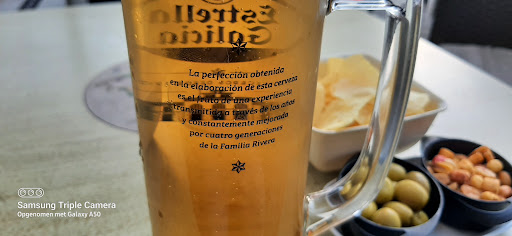 Estrella
Galicia
La perfección obtenida
en la elaboración de esta cerveza
es el fruto de una experiencia
transmitida a través de los años
y constantemente mejorada
por cuatro generaciones
de la Familia Rivera
Samsung Triple Camera
Opgenomen met Galaxy A50